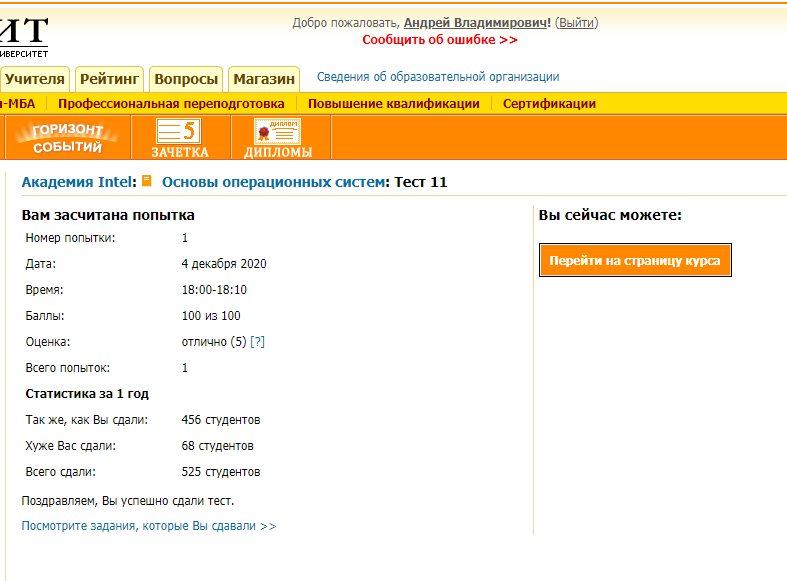 ИТ
ИВЕРСИТЕТ
Добро пожаловать, Андрей Владимирович! (Выйти)
Сообщить об ошибке >>
Учителя Рейтинг Вопросы Магазин Сведения об образовательной организации
и-МБА Профессиональная переподготовка Повышение квалификации Сертификации
ГОРИЗОНТ СОБЫТИЙ
5 ЗАЧЕТКА
ДИПЛОМ ДИПЛОМЫ
Академия Intel: Основы операционных систем: Тест 11
Вам засчитана попытка
Номер попытки: 1
Дата: 4 декабря 2020
Время: 18:00-18:10
Баллы: 100 из 100
Оценка: отлично (5) [?]
Всего попыток: 1
Статистика за 1 год
Так же, как Вы сдали: 456 студентов
Хуже Вас сдали: 68 студентов
Всего сдали: 525 студентов
Поздравляем, Вы успешно сдали тест.
Посмотрите задания, которые Вы сдавали >>
Вы сейчас можете:
Перейти на страницу курса